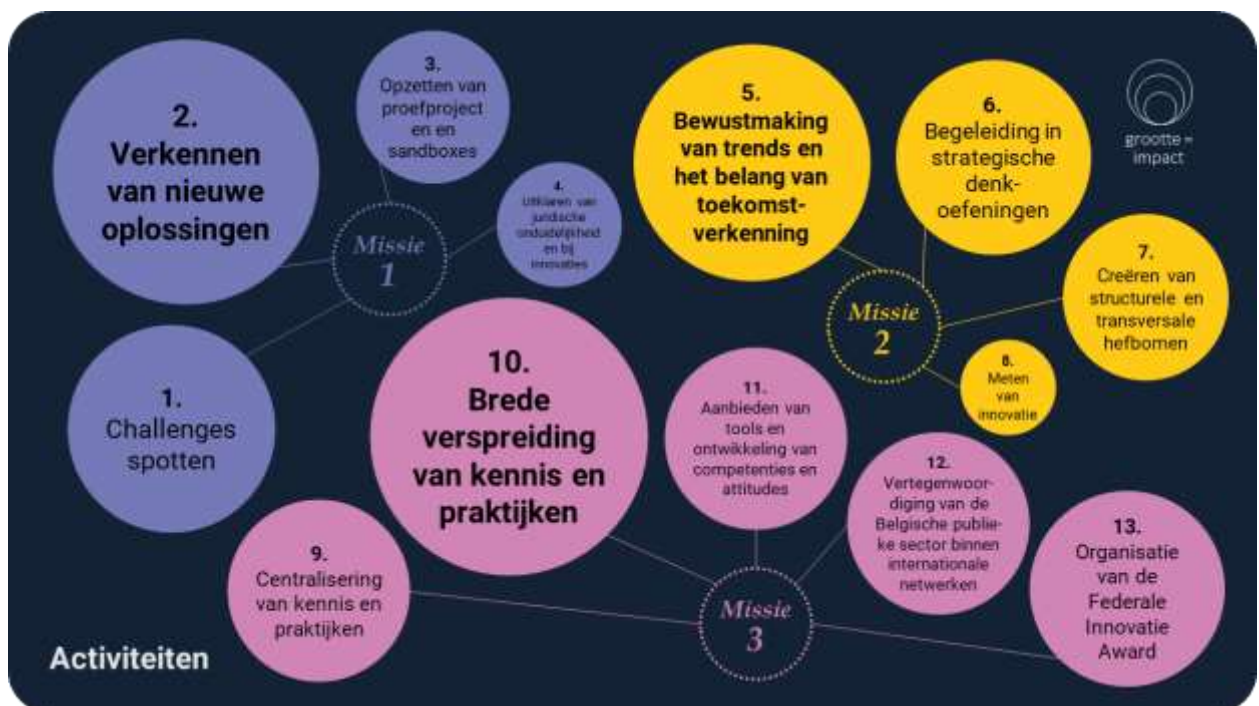 2.
Verkennen
van nieuwe
oplossingen
3.
Opzetten van
proefproject
en en
sandboxes
4.
Uitklaren van
juridische
onduidelijkheid
en bij
innovaties
Missie
1
1.
Challenges
spotten
5.
Bewustmaking
van trends en
het belang van
toekomst-
verkenning
6.
Begeleiding in
strategische
denk-
oefeningen
grootte =
impact
7.
Creëren van
structurele en
transversale
hefbomen
Missie
2
8.
Meten
van
innovatie
10.
Brede
verspreiding
van kennis en
praktijken
11.
Aanbieden van
tools en
ontwikkeling van
competenties en
attitudes
12.
Vertegenwoor-
diging van de
Belgische publie-
ke sector binnen
internationale
netwerken
13.
Organisatie
van de
Federale
Innovatie
Award
9.
Centralisering
van kennis en
praktijken
Missie
3
Activiteiten